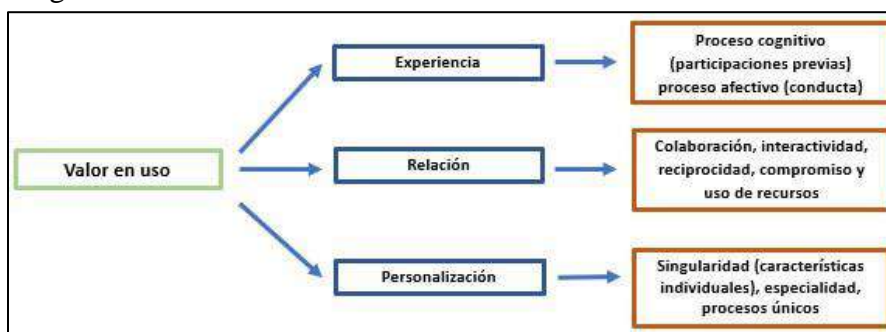 Experiencia
Proceso cognitivo
(participaciones previas)
proceso afectivo (conducta)
Valor en uso
Relación
Colaboración, interactividad,
reciprocidad, compromiso y
uso de recursos
Personalización
Singularidad (características
individuales), especialidad,
procesos únicos